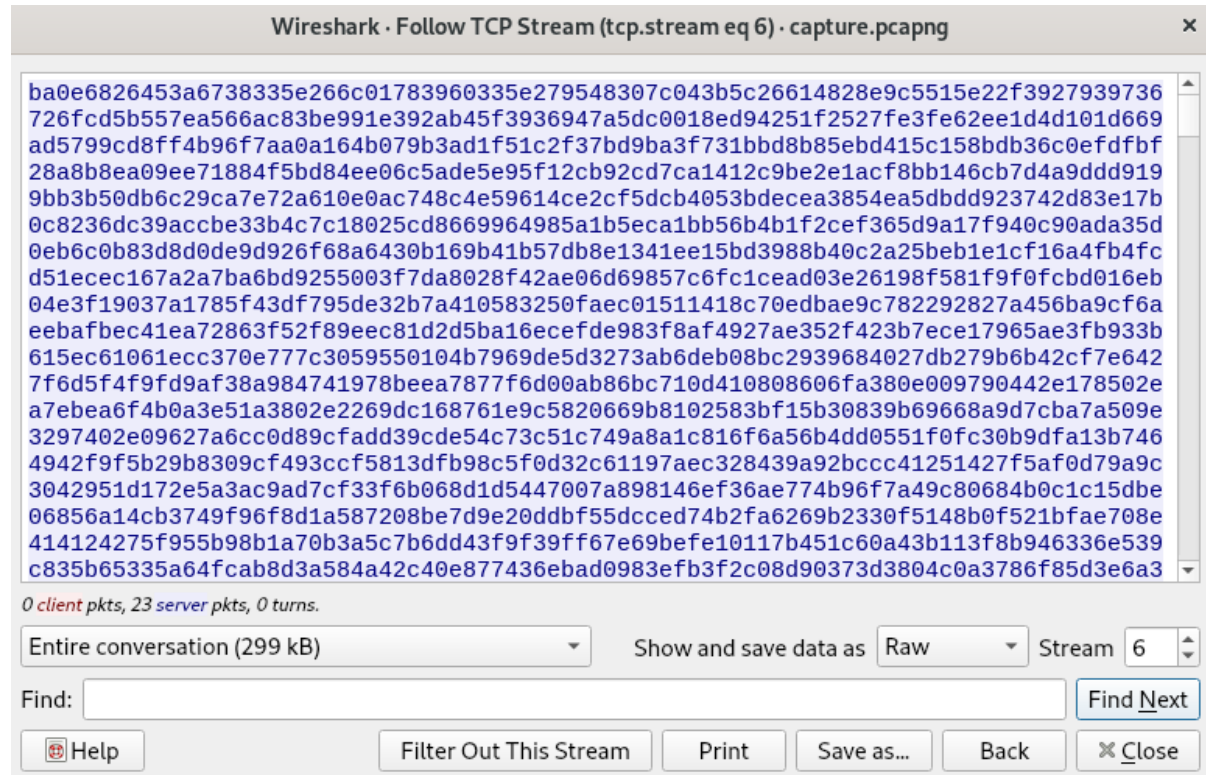 Wireshark · Follow TCP Stream (tcp.stream eq 6) · capture.pcapng
ba0e6826453a6738335e266c01783960335e279548307c043b5c26614828e9c5515e22f3927939736
726fcd5b557ea566ac83be991e392ab45f3936947a5dc0018ed94251f2527fe3fe62ee1d4d101d669
ad5799cd8ff4b96f7aa0a164b079b3ad1f51c2f37bd9ba3f731bbd8b85ebd415c158bdb36c0efdfbf
28a8b8ea09ee71884f5bd84ee06c5ade5e95f12cb92cd7ca1412c9be2e1acf8bb146cb7d4a9ddd919
9bb3b50db6c29ca7e72a610e0ac748c4e59614ce2cf5dcb4053bdecea3854ea5dbdd923742d83e17b
0c8236dc39accbe33b4c7c18025cd8669964985a1b5eca1bb56b4b1f2cef365d9a17f940c90ada35d
0eb6c0b83d8d0de9d926f68a6430b169b41b57db8e1341ee15bd3988b40c2a25beb1e1cf16a4fb4fc
d51ecec167a2a7ba6bd9255003f7da8028f42ae06d69857c6fc1cead03e26198f581f9f0fcbd016eb
04e3f19037a1785f43df795de32b7a410583250faec01511418c70edbae9c782292827a456ba9cf6a
eebafbec41ea72863f52f89eec81d2d5ba16ecefde983f8af4927ae352f423b7ece17965ae3fb933b
615ec61061ecc370e777c3059550104b7969de5d3273ab6deb08bc2939684027db279b6b42cf7e642
7f6d5f4f9fd9af38a984741978beea7877f6d00ab86bc710d410808606fa380e009790442e178502e
a7ebea6f4b0a3e51a3802e2269dc168761e9c5820669b8102583bf15b30839b69668a9d7cba7a509e
3297402e09627a6cc0d89cfadd39cde54c73c51c749a8a1c816f6a56b4dd0551f0fc30b9dfa13b746
4942f9f5b29b8309cf493ccf5813dfb98c5f0d32c61197aec328439a92bccc41251427f5af0d79a9c
3042951d172e5a3ac9ad7cf33f6b068d1d5447007a898146ef36ae774b96f7a49c80684b0c1c15dbe
06856a14cb3749f96f8d1a587208be7d9e20ddbf55dcced74b2fa6269b2330f5148b0f521bfae708e
414124275f955b98b1a70b3a5c7b6dd43f9f39ff67e69befe10117b451c60a43b113f8b946336e539
c835b65335a64fcab8d3a584a42c40e877436ebad0983efb3f2c08d90373d3804c0a3786f85d3e6a3
0 client pkts, 23 server pkts, 0 turns.
Entire conversation (299 kB) Show and save data as Raw Stream 6
Find: Find Next
Help Filter Out This Stream Print Save as... Back Close